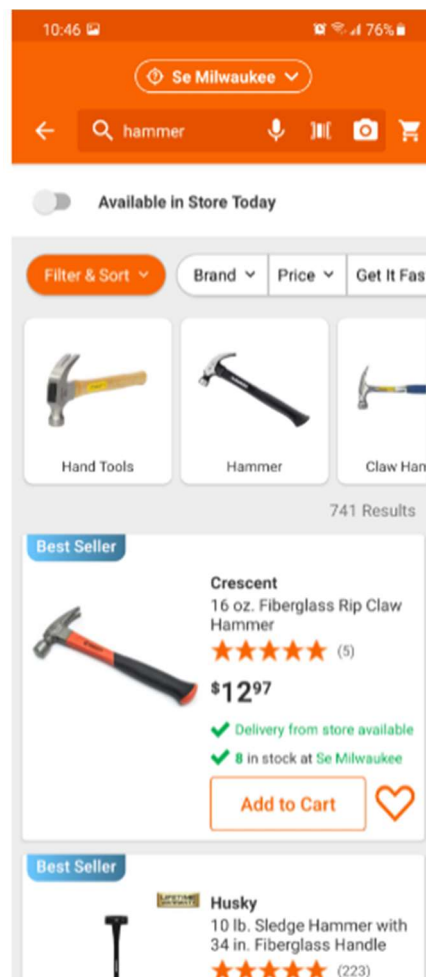 10:46
76%
Se Milwaukee
hammer
Available in Store Today
Filter & Sort
Brand
Price
Get It Fas
Hand Tools
Hammer
Claw Ham
741 Results
Best Seller
Crescent
16 oz. Fiberglass Rip Claw
Hammer
(5)
$1297
Delivery from store available
8 in stock at Se Milwaukee
Add to Cart
Best Seller
LIFETIME
WARRANTY
Husky
10 lb. Sledge Hammer with
34 in. Fiberglass Handle
(223)